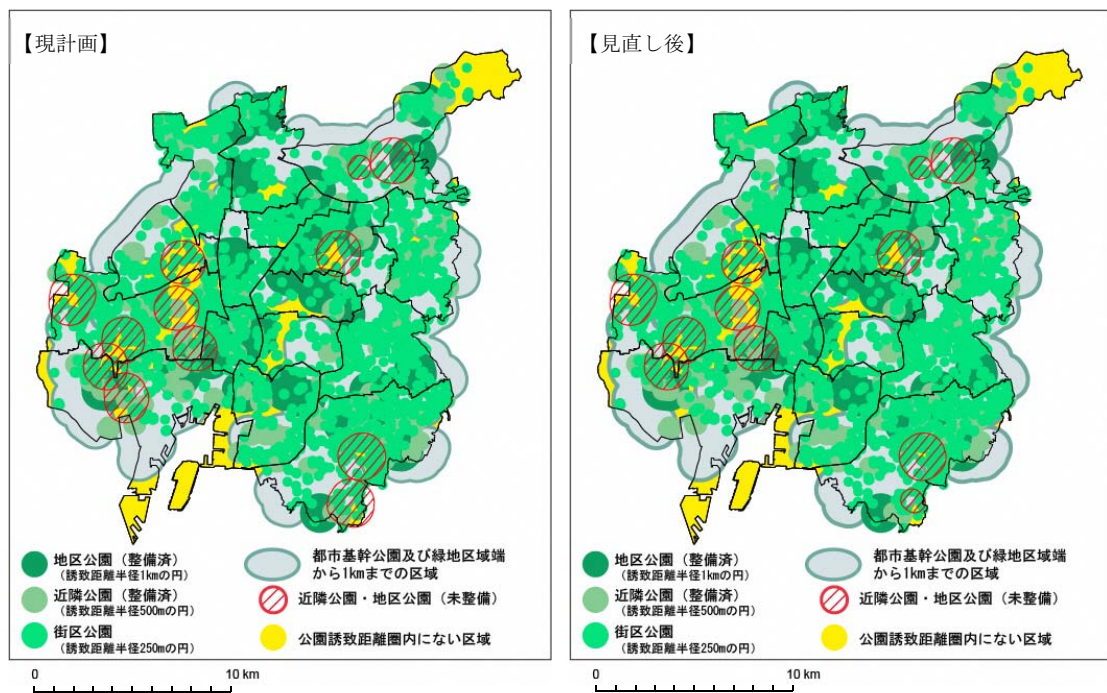 【現計画】
地区公園（整備済）
（誘致距離半径1kmの円）
近隣公園（整備済）
（誘致距離半径500mの円）
街区公園
（誘致距離半径250mの円）
都市基幹公園及び緑地区域端
から1kmまでの区域
近隣公園・地区公園（未整備）
公園誘致距離圏内にない区域
0 10 km
【見直し後】
地区公園（整備済）
（誘致距離半径1kmの円）
近隣公園（整備済）
（誘致距離半径500mの円）
街区公園
（誘致距離半径250mの円）
都市基幹公園及び緑地区域端
から1kmまでの区域
近隣公園・地区公園（未整備）
公園誘致距離圏内にない区域
0 10 km